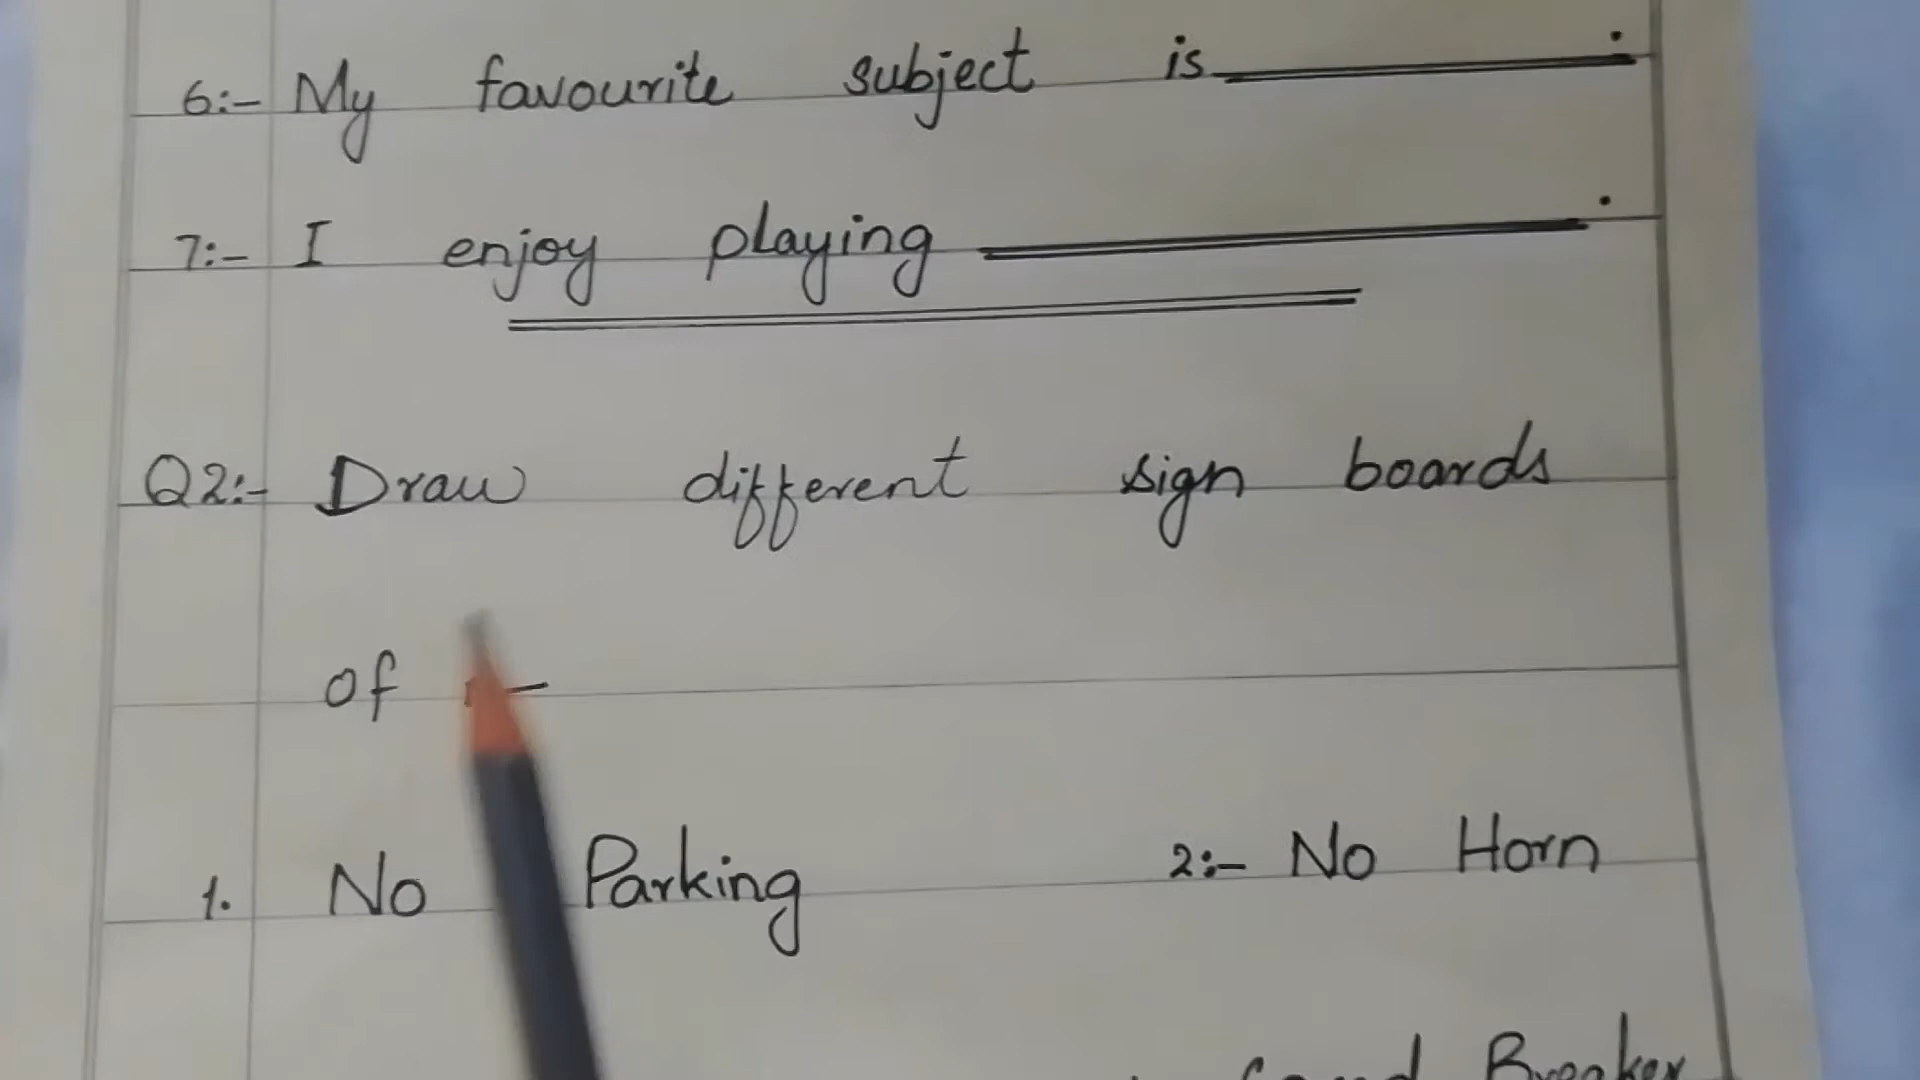 6:- My favourite subject is ______.
7:- I enjoy playing ______.
Q2:- Draw different sign boards
of :-
1. No Parking 2:- No Horn
Breaker